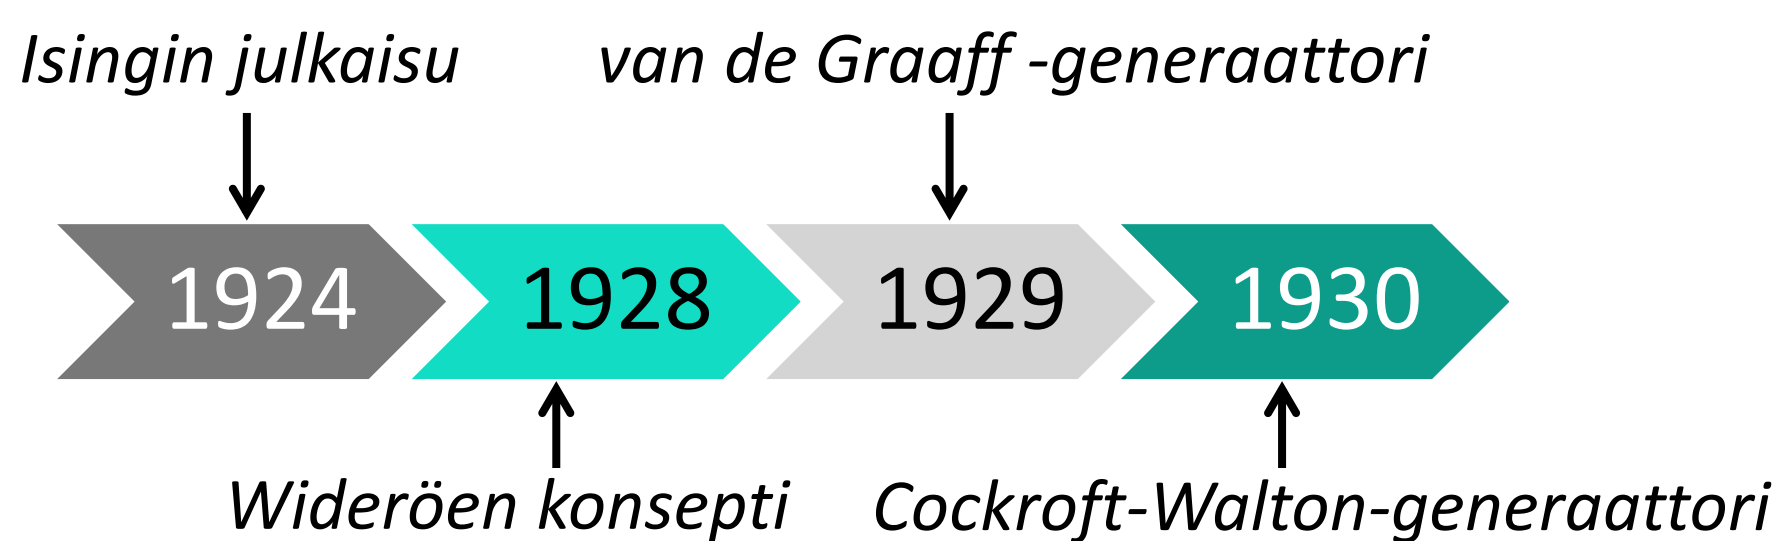 Isingin julkaisu
van de Graaff -generaattori
1924
1928
1929
1930
Wideröen konsepti
Cockroft-Walton-generaattori